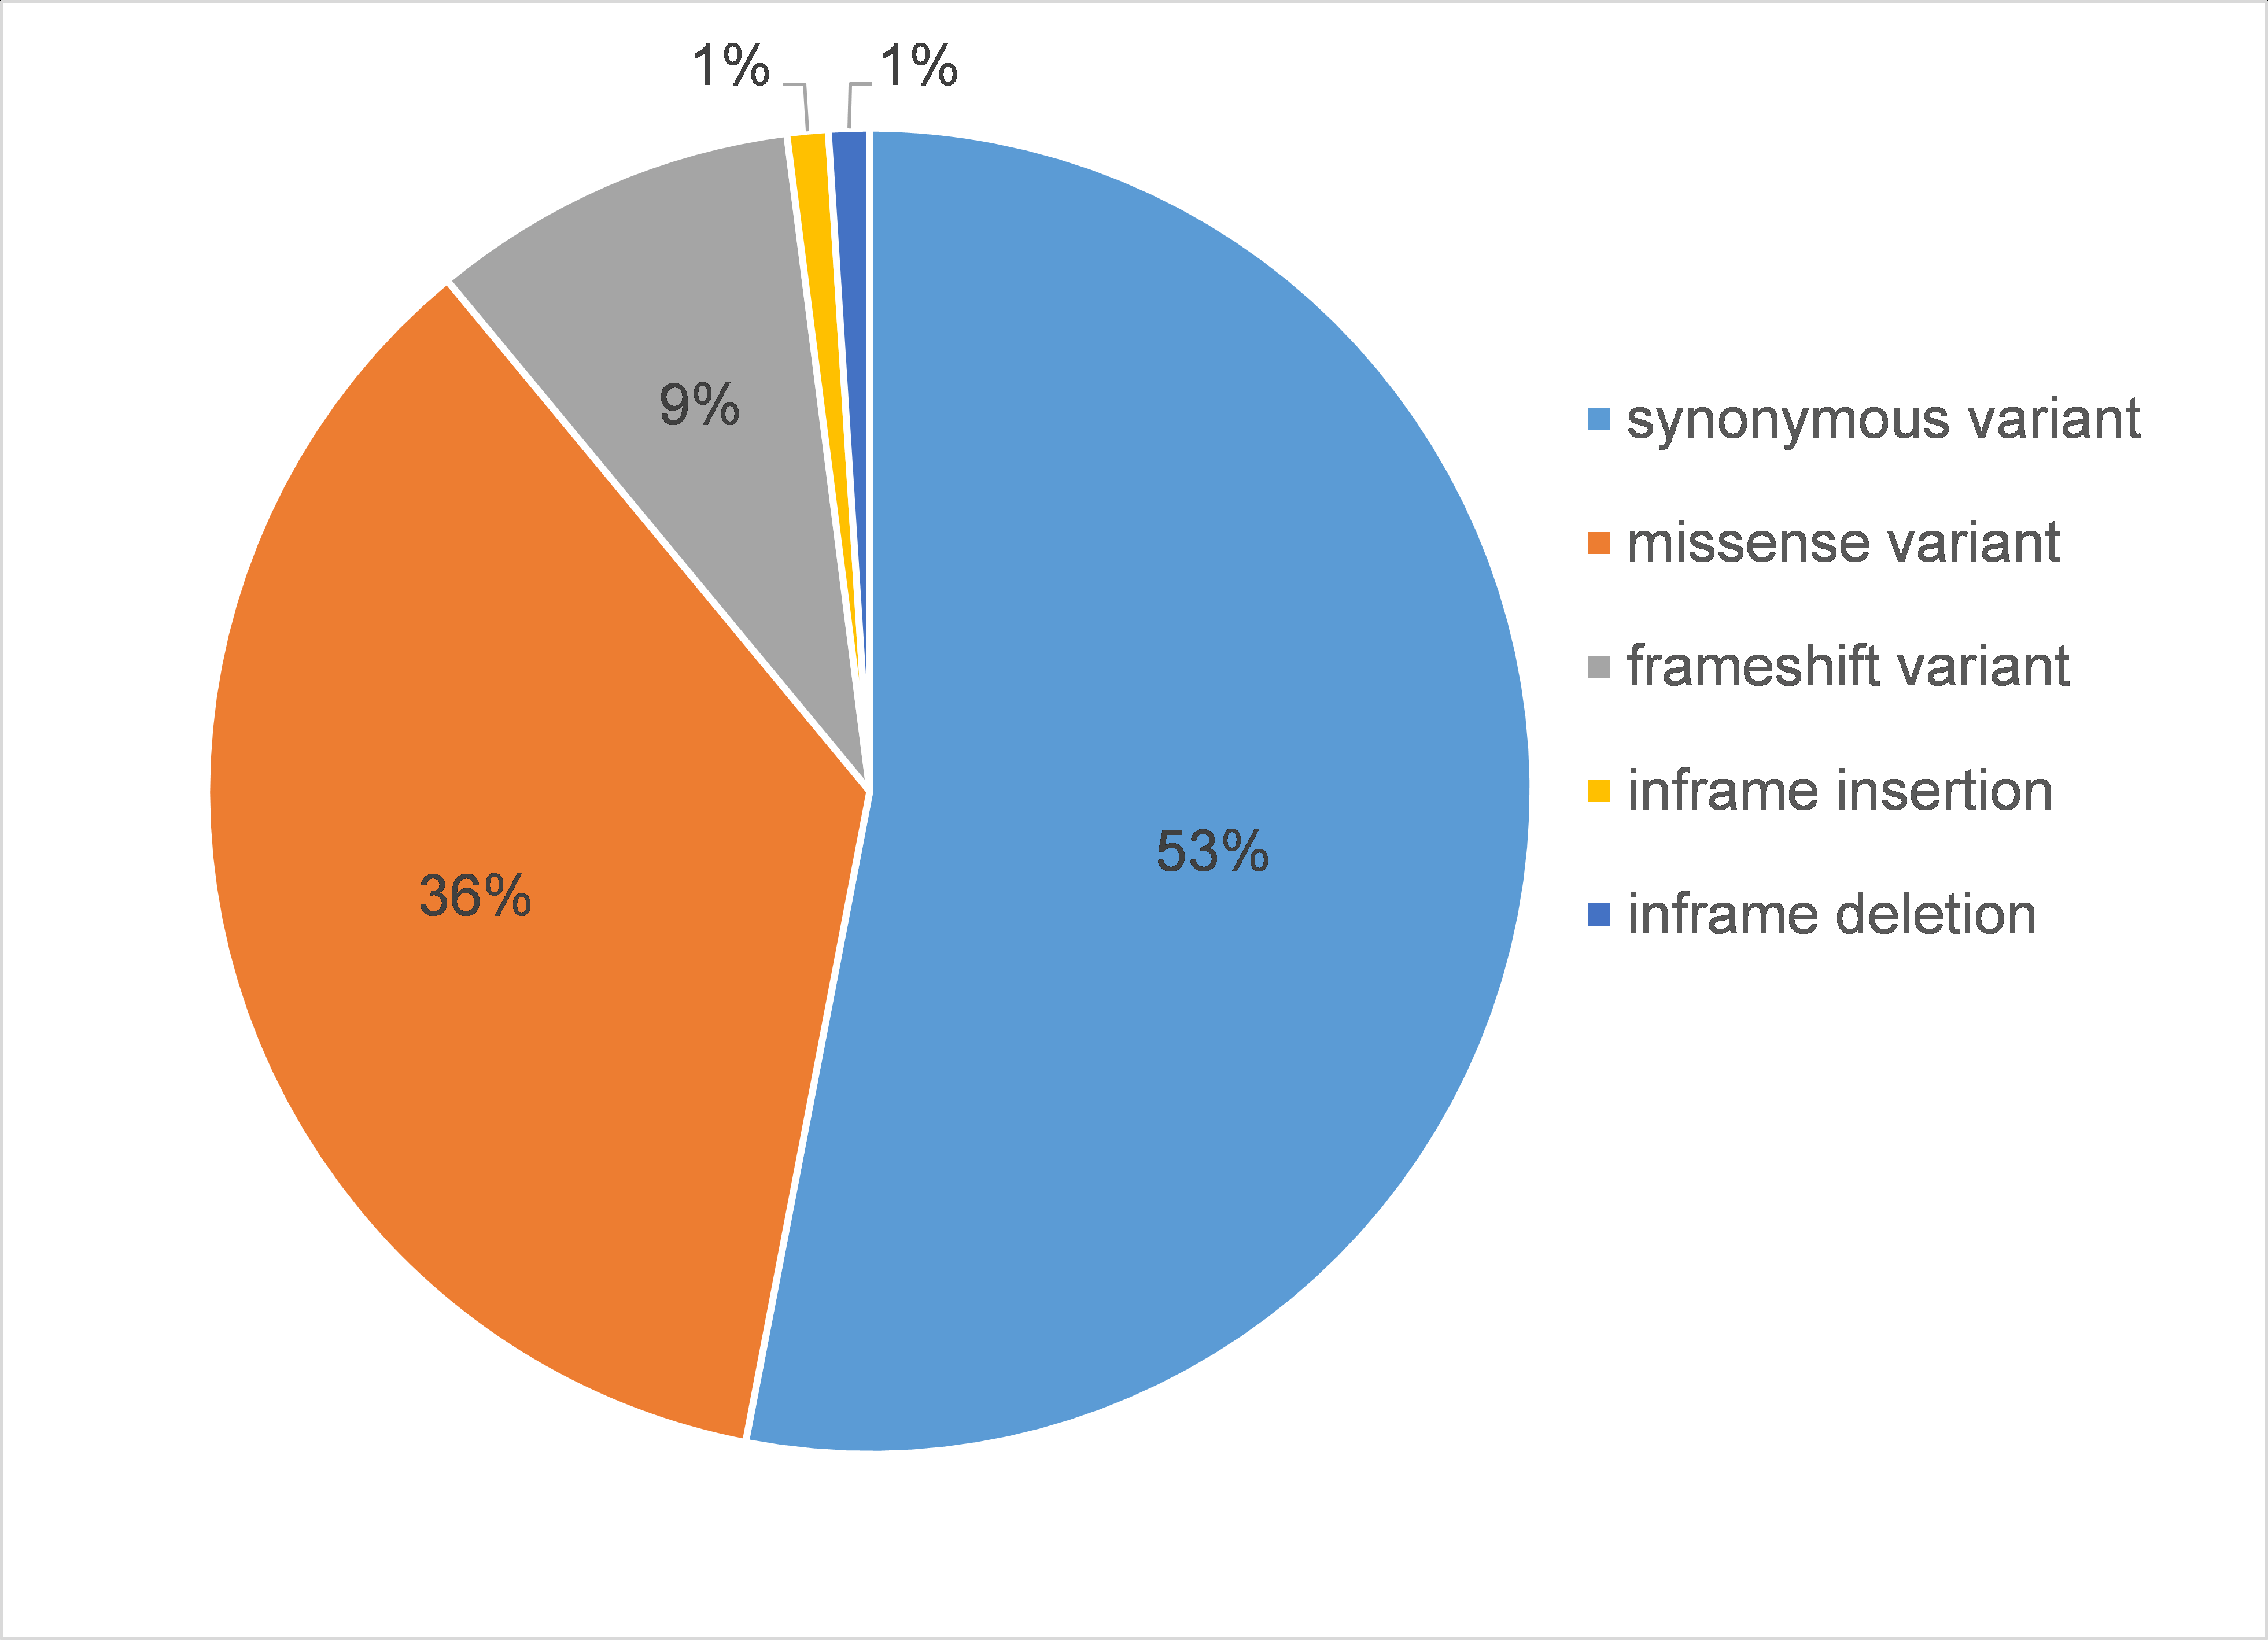 1%
1%
9%
53%
36%
synonymous variant
missense variant
frameshift variant
inframe insertion
inframe deletion